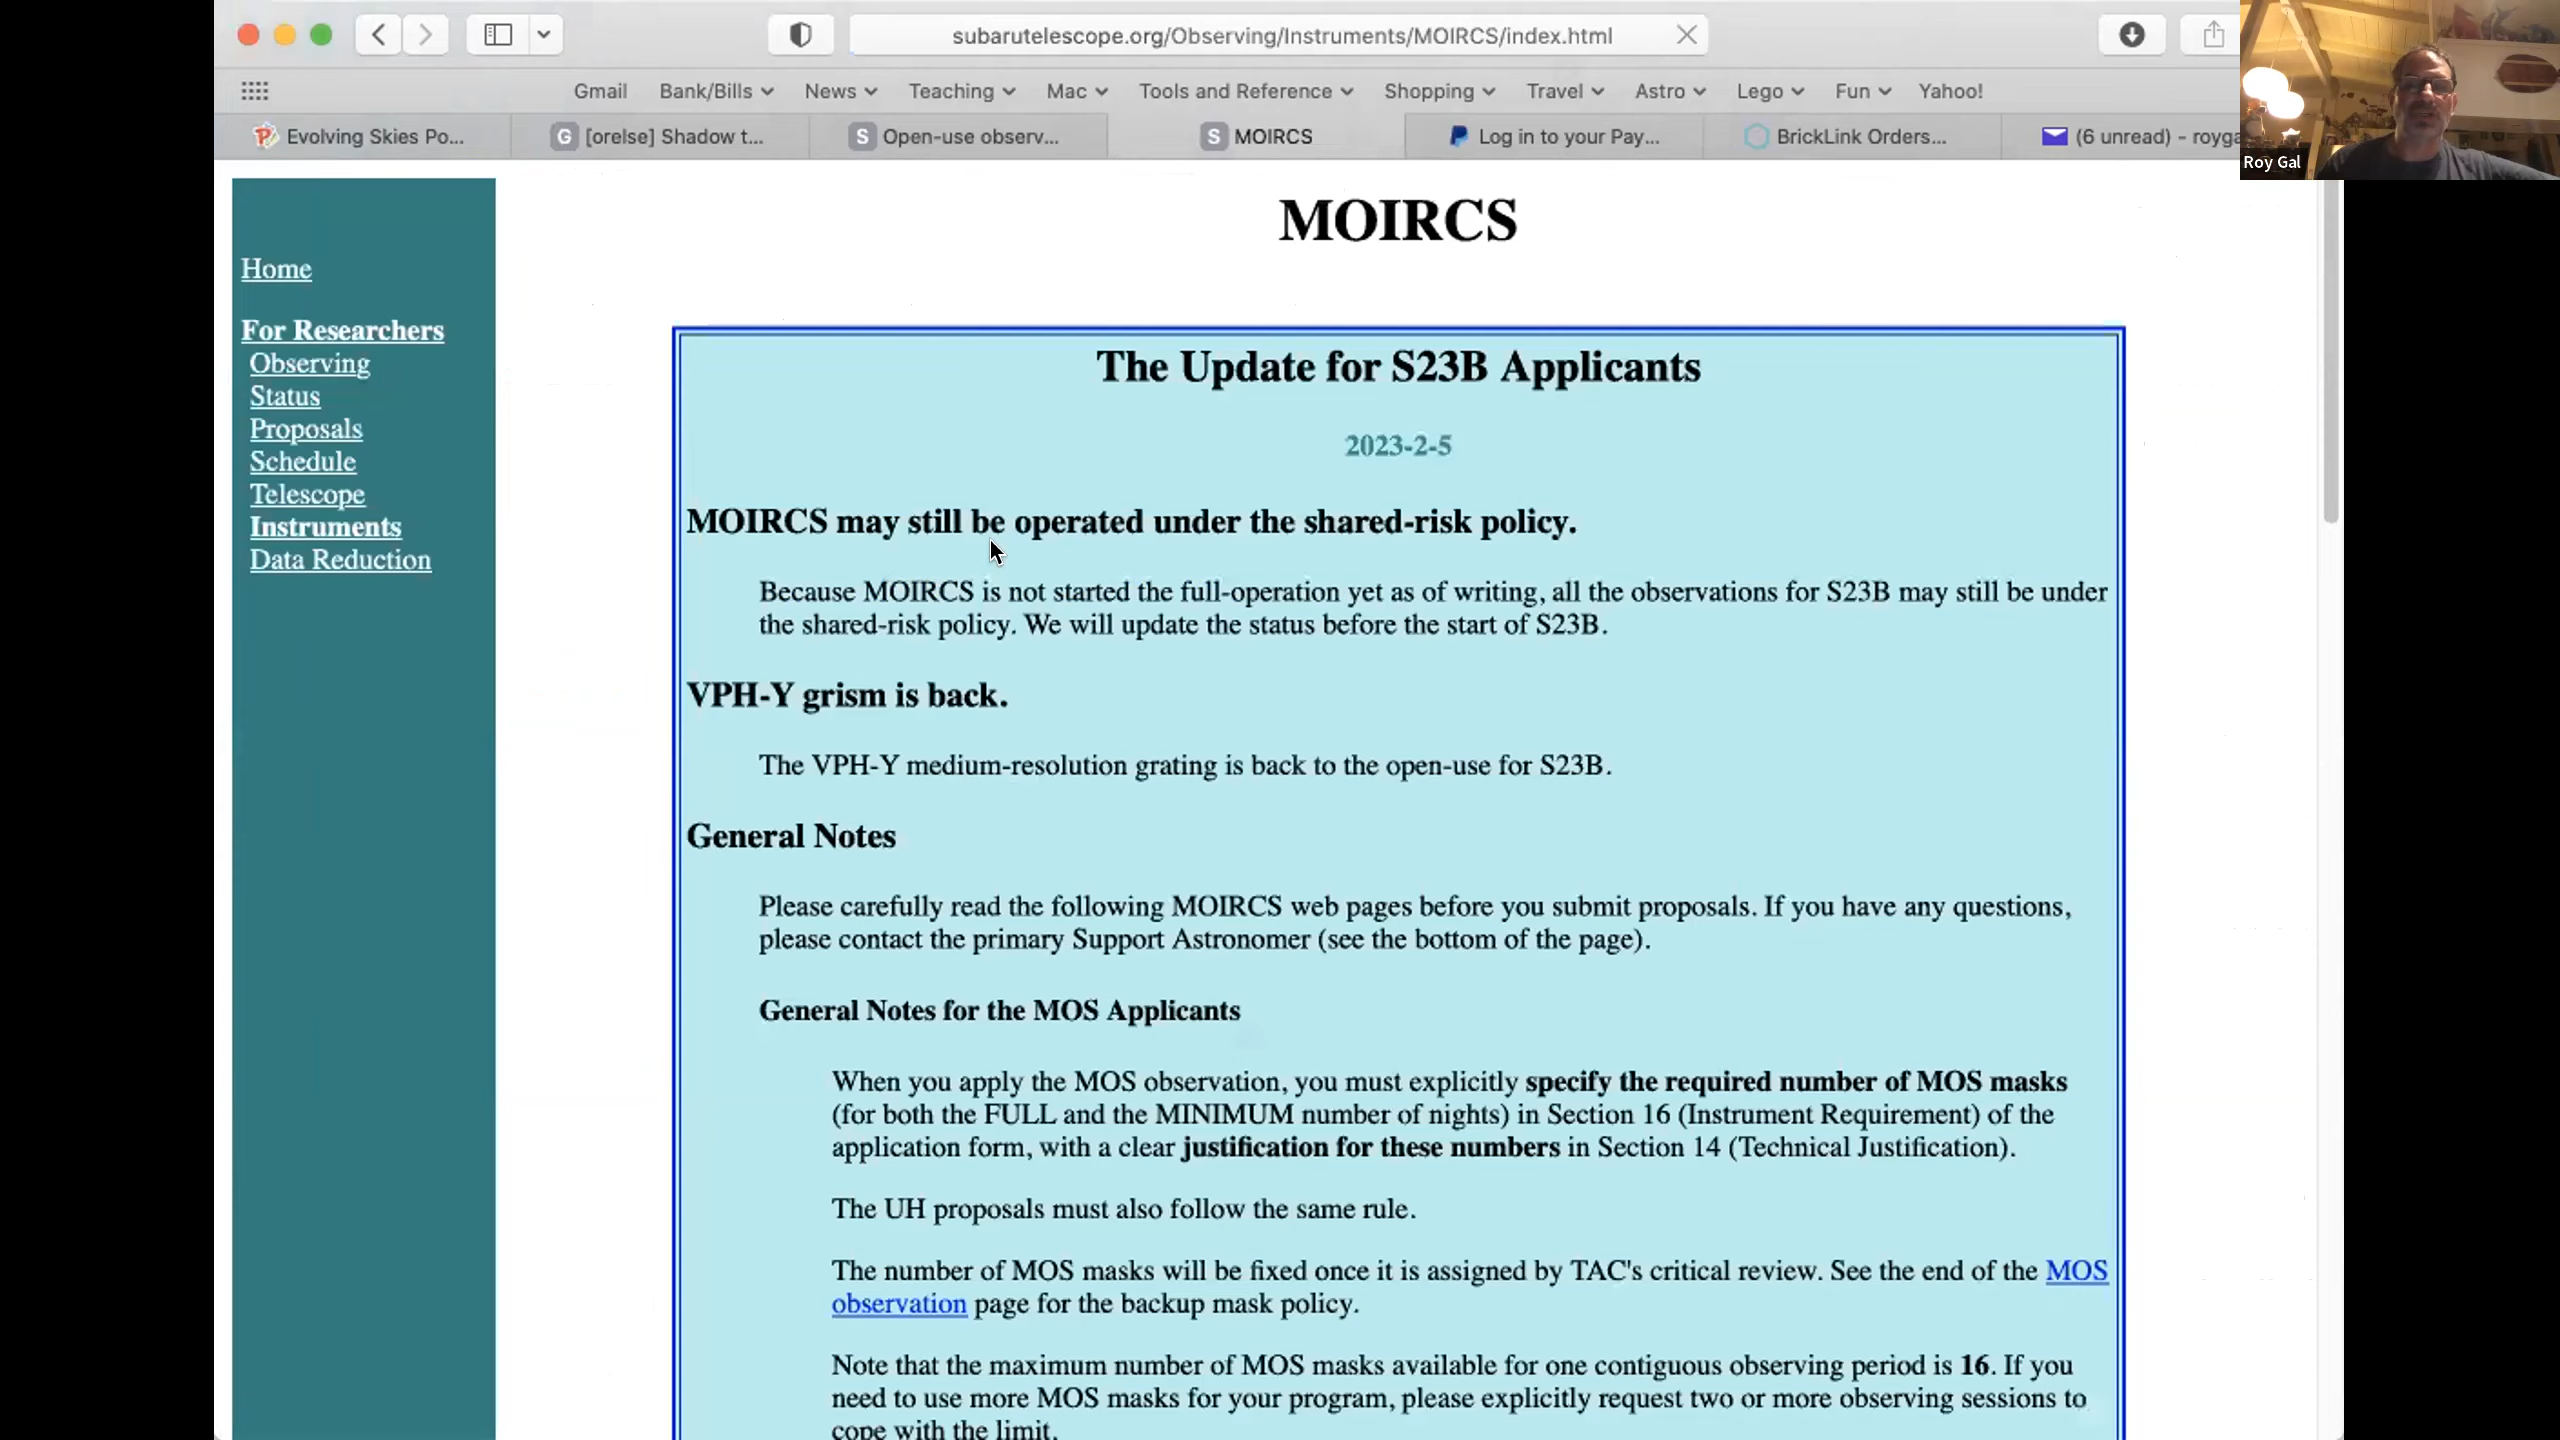 subarutelescope.org/Observing/Instruments/MOIRCS/index.html
Gmail Bank/Bills News Teaching Mac Tools and Reference Shopping Travel Astro Lego Fun Yahoo!
Evolving Skies Po... [orelse] Shadow t... Open-use observ... MOIRCS Log in to your Pay... BrickLink Orders... (6 unread) - royga
Roy Gal
Home
For Researchers
Observing
Status
Proposals
Schedule
Telescope
Instruments
Data Reduction
MOIRCS
The Update for S23B Applicants
2023-2-5
MOIRCS may still be operated under the shared-risk policy.
Because MOIRCS is not started the full-operation yet as of writing, all the observations for S23B may still be under
the shared-risk policy. We will update the status before the start of S23B.
VPH-Y grism is back.
The VPH-Y medium-resolution grating is back to the open-use for S23B.
General Notes
Please carefully read the following MOIRCS web pages before you submit proposals. If you have any questions,
please contact the primary Support Astronomer (see the bottom of the page).
General Notes for the MOS Applicants
When you apply the MOS observation, you must explicitly specify the required number of MOS masks
(for both the FULL and the MINIMUM number of nights) in Section 16 (Instrument Requirement) of the
application form, with a clear justification for these numbers in Section 14 (Technical Justification).
The UH proposals must also follow the same rule.
The number of MOS masks will be fixed once it is assigned by TAC's critical review. See the end of the MOS
observation page for the backup mask policy.
Note that the maximum number of MOS masks available for one contiguous observing period is 16. If you
need to use more MOS masks for your program, please explicitly request two or more observing sessions to
cope with the limit.